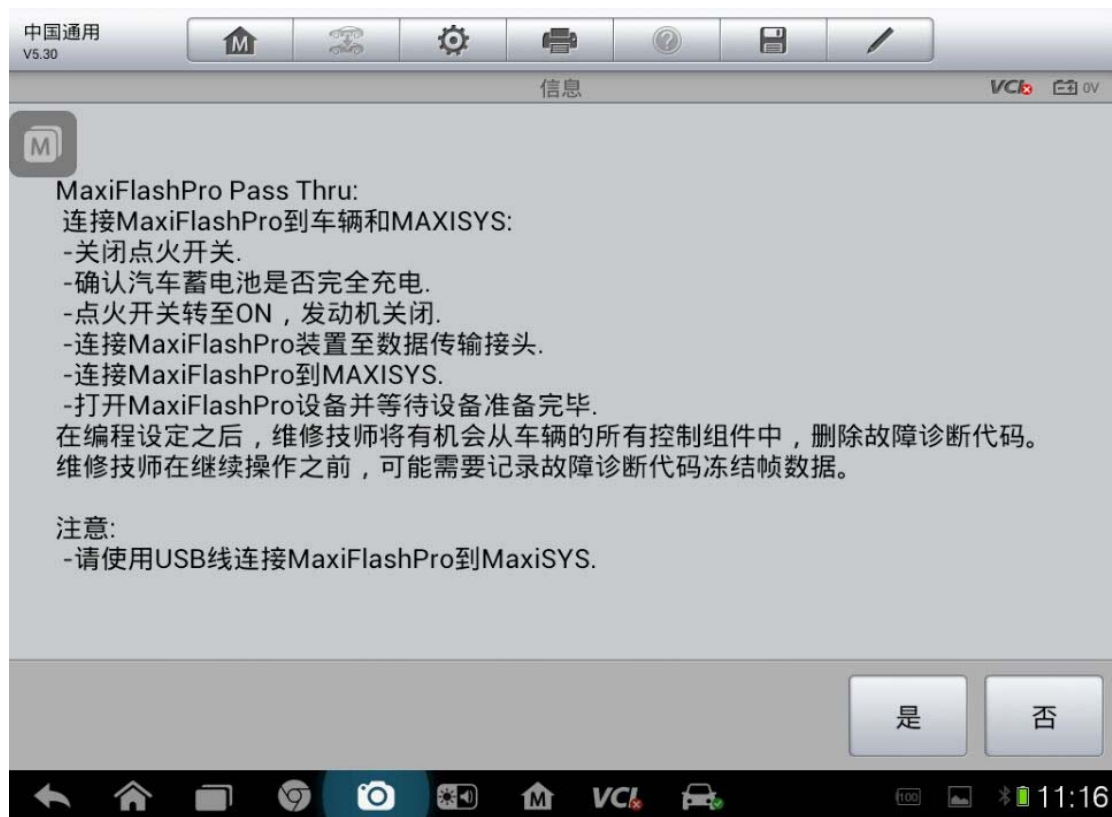 中国通用
V5.30
M
?
信息
VCI
0V
M
MaxiFlashPro Pass Thru:
连接MaxiFlashPro到车辆和MAXISYS:
-关闭点火开关.
-确认汽车蓄电池是否完全充电.
-点火开关转至ON，发动机关闭.
-连接MaxiFlashPro装置至数据传输接头.
-连接MaxiFlashPro到MAXISYS.
-打开MaxiFlashPro设备并等待设备准备完毕.
在编程设定之后，维修技师将有机会从车辆的所有控制组件中，删除故障诊断代码。
维修技师在继续操作之前，可能需要记录故障诊断代码冻结帧数据。
注意:
-请使用USB线连接MaxiFlashPro到MaxiSYS.
是
否
M
VCI
100
11:16